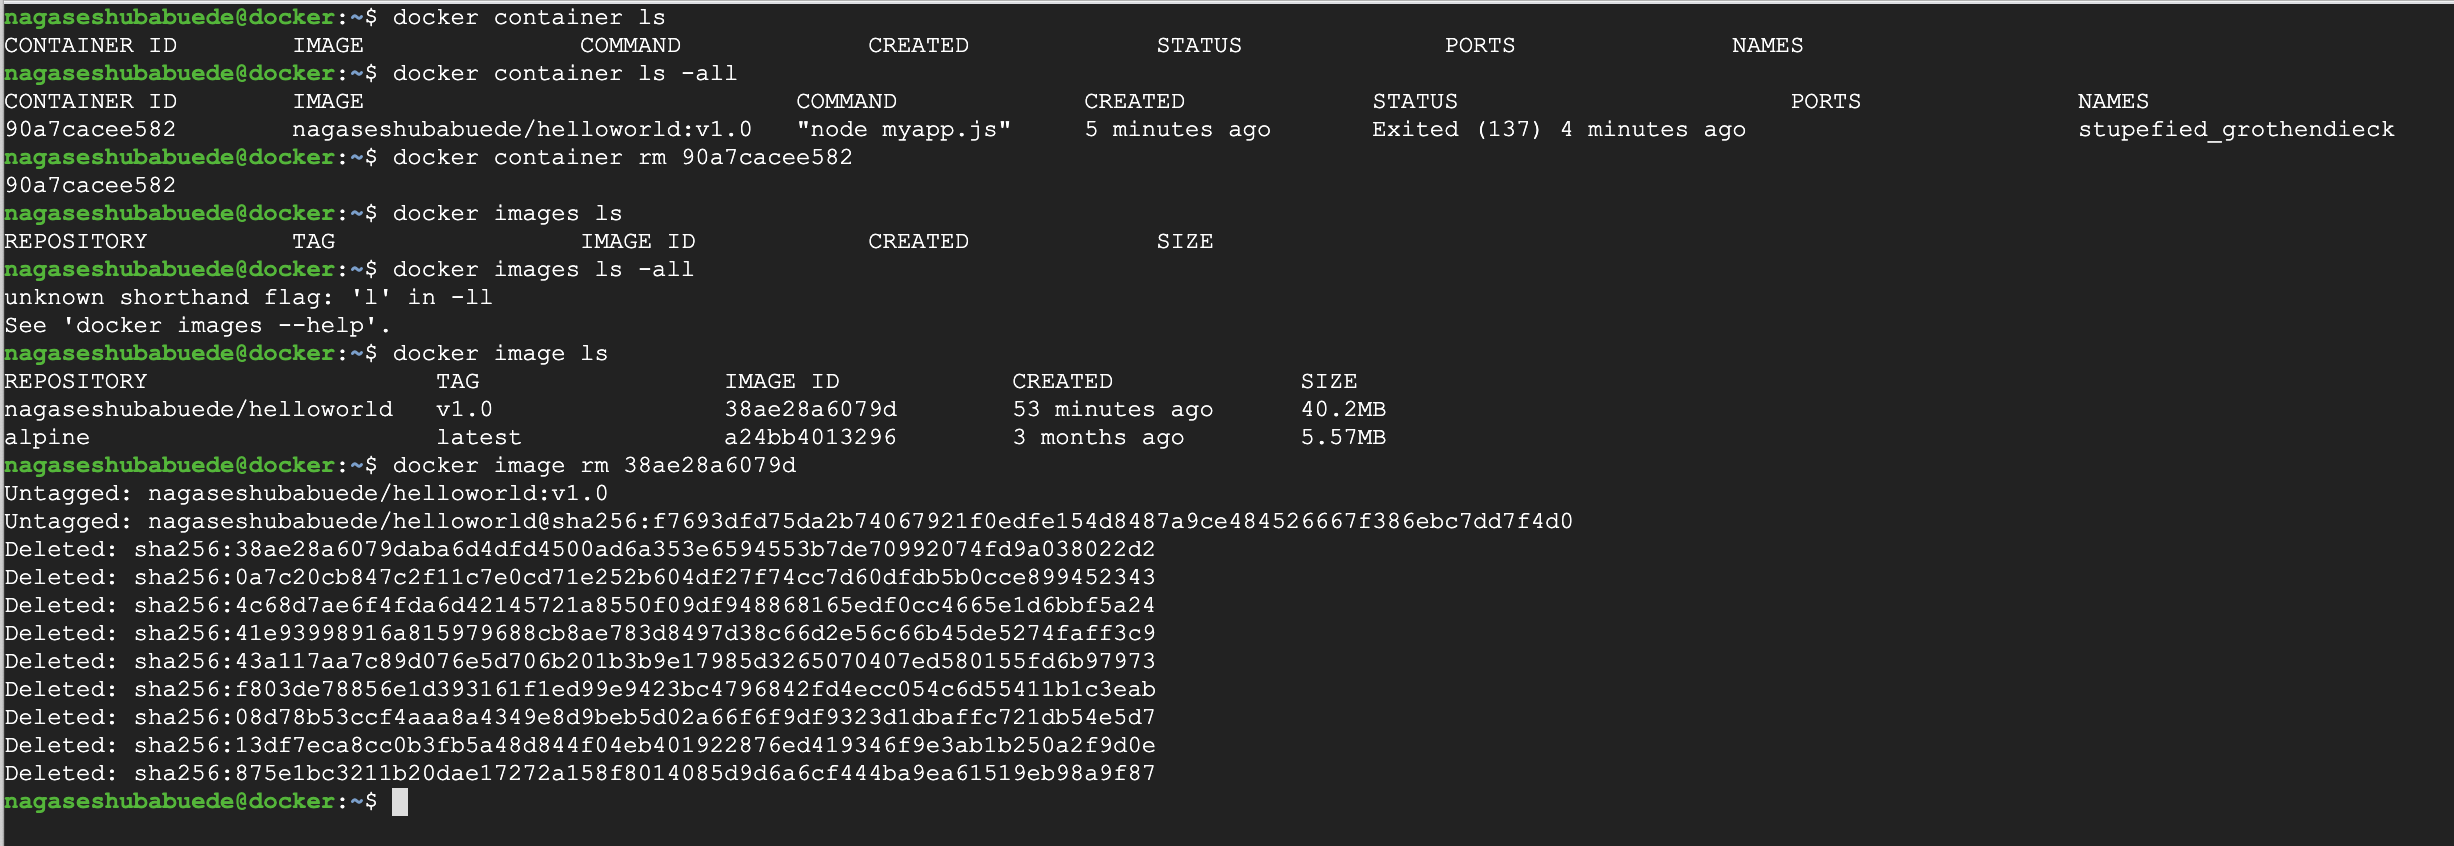 nagaseshubabuede@docker:~$ docker container ls
CONTAINER ID        IMAGE               COMMAND             CREATED             STATUS              PORTS               NAMES
nagaseshubabuede@docker:~$ docker container ls -all
CONTAINER ID        IMAGE                              COMMAND             CREATED             STATUS                       PORTS               NAMES
90a7cacee582        nagaseshubabuede/helloworld:v1.0   "node myapp.js"     5 minutes ago       Exited (137) 4 minutes ago                       stupefied_grothendieck
nagaseshubabuede@docker:~$ docker container rm 90a7cacee582
90a7cacee582
nagaseshubabuede@docker:~$ docker images ls
REPOSITORY          TAG                 IMAGE ID            CREATED             SIZE
nagaseshubabuede@docker:~$ docker images ls -all
unknown shorthand flag: 'l' in -ll
See 'docker images --help'.
nagaseshubabuede@docker:~$ docker image ls
REPOSITORY                    TAG                 IMAGE ID            CREATED             SIZE
nagaseshubabuede/helloworld   v1.0                38ae28a6079d        53 minutes ago      40.2MB
alpine                        latest              a24bb4013296        3 months ago        5.57MB
nagaseshubabuede@docker:~$ docker image rm 38ae28a6079d
Untagged: nagaseshubabuede/helloworld:v1.0
Untagged: nagaseshubabuede/helloworld@sha256:f7693dfd75da2b74067921f0edfe154d8487a9ce484526667f386ebc7dd7f4d0
Deleted: sha256:38ae28a6079daba6d4dfd4500ad6a353e6594553b7de70992074fd9a038022d2
Deleted: sha256:0a7c20cb847c2f11c7e0cd71e252b604df27f74cc7d60dfdb5b0cce899452343
Deleted: sha256:4c68d7ae6f4fda6d42145721a8550f09df948868165edf0cc4665e1d6bbf5a24
Deleted: sha256:41e93998916a815979688cb8ae783d8497d38c66d2e56c66b45de5274faff3c9
Deleted: sha256:43a117aa7c89d076e5d706b201b3b9e17985d3265070407ed580155fd6b97973
Deleted: sha256:f803de78856e1d393161f1ed99e9423bc4796842fd4ecc054c6d55411b1c3eab
Deleted: sha256:08d78b53ccf4aaa8a4349e8d9beb5d02a66f6f9df9323d1dbaffc721db54e5d7
Deleted: sha256:13df7eca8cc0b3fb5a48d844f04eb401922876ed419346f9e3ab1b250a2f9d0e
Deleted: sha256:875e1bc3211b20dae17272a158f8014085d9d6a6cf444ba9ea61519eb98a9f87
nagaseshubabuede@docker:~$